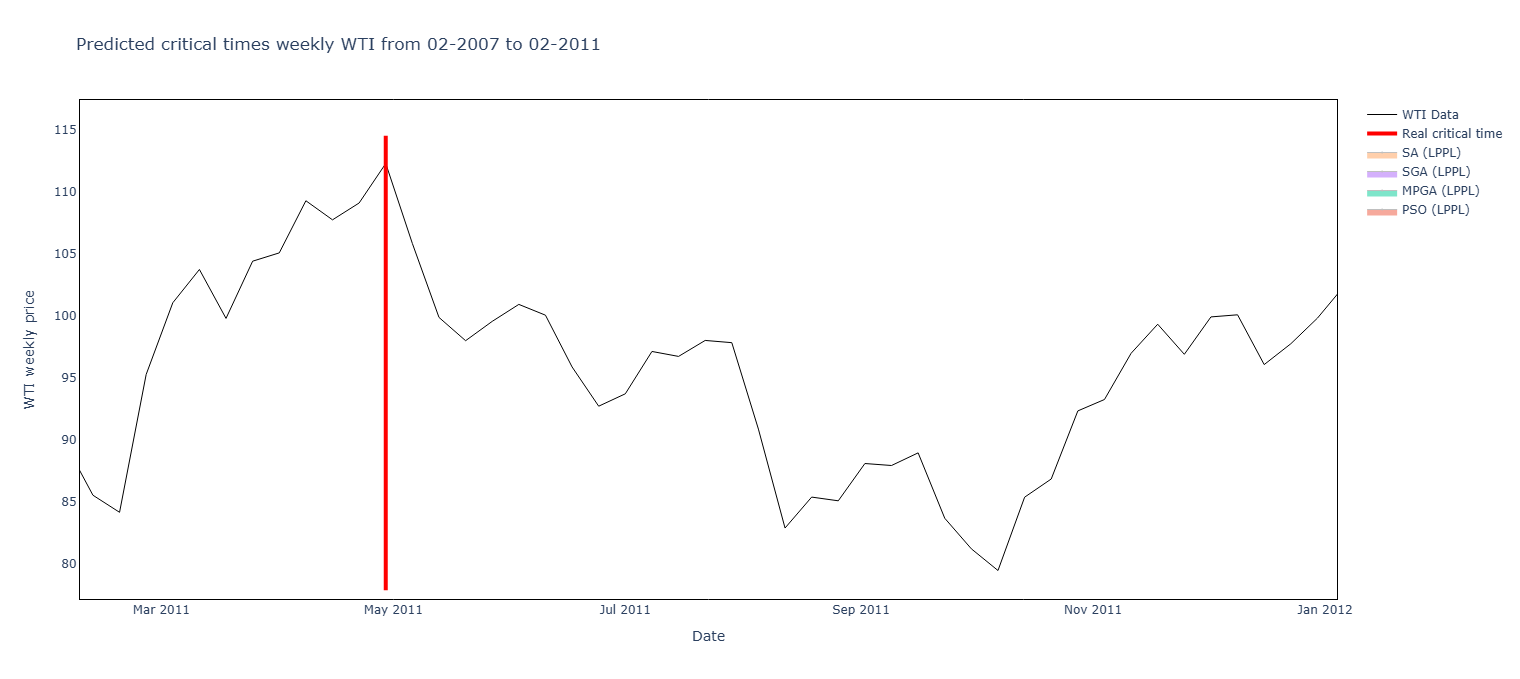 Predicted critical times weekly WTI from 02-2007 to 02-2011
115
110
105
100
95
90
85
80
WTI weekly price
Mar 2011
May 2011
Jul 2011
Sep 2011
Nov 2011
Jan 2012
Date
WTI Data
Real critical time
SA (LPPL)
SGA (LPPL)
MPGA (LPPL)
PSO (LPPL)